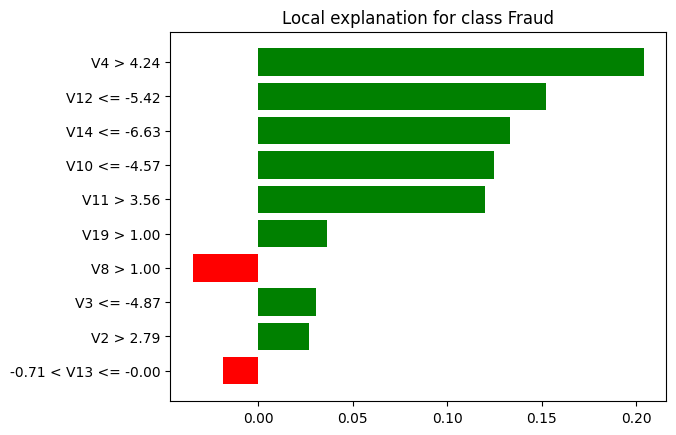 Local explanation for class Fraud
V4 > 4.24
V12 <= -5.42
V14 <= -6.63
V10 <= -4.57
V11 > 3.56
V19 > 1.00
V8 > 1.00
V3 <= -4.87
V2 > 2.79
-0.71 < V13 <= -0.00
0.00 0.05 0.10 0.15 0.20